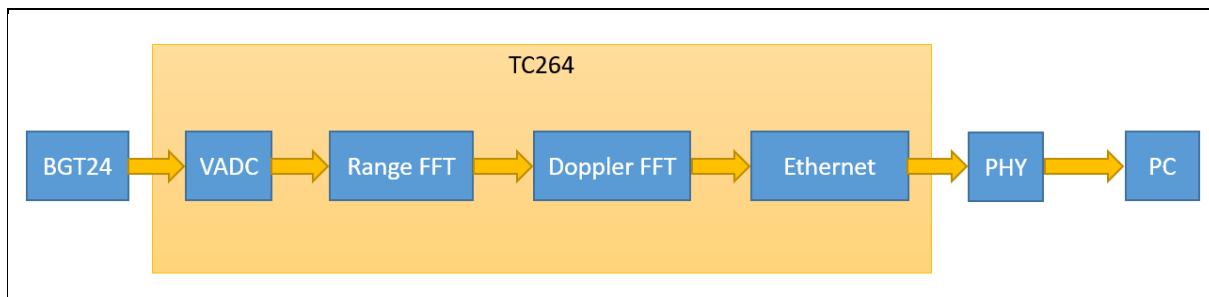 TC264
BGT24
VADC
Range FFT
Doppler FFT
Ethernet
PHY
PC